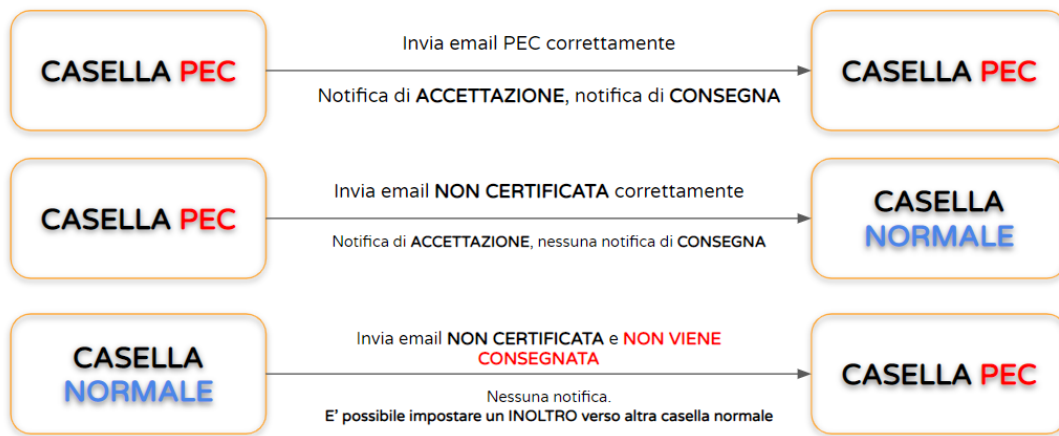 CASELLA PEC
Invia email PEC correttamente
Notifica di ACCETTAZIONE, notifica di CONSEGNA
CASELLA PEC
CASELLA PEC
Invia email NON CERTIFICATA correttamente
Notifica di ACCETTAZIONE, nessuna notifica di CONSEGNA
CASELLA
NORMALE
CASELLA
NORMALE
Invia email NON CERTIFICATA e NON VIENE
CONSEGNATA
Nessuna notifica.
E' possibile impostare un INOLTRO verso altra casella normale
CASELLA PEC